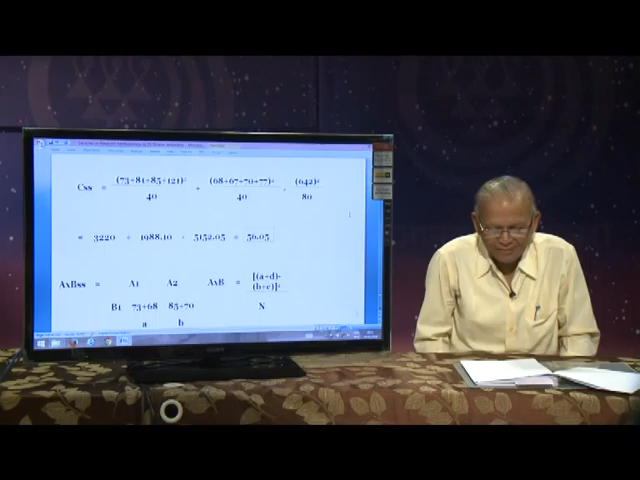 Css = (73+81+85+121)² + (68+67+70+77)² - (642)²
40 40 80
= 3220 + 1988.10 - 5152.05 = 56.05
AxBss = A1 A2 AxB = [(a+d)-
(b+c)]²
B1 73+68 85+70 N
a b